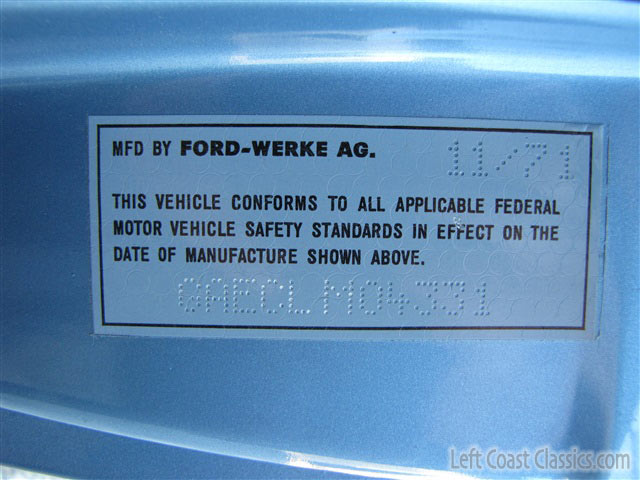 MFD BY FORD-WERKE AG. 11/71
THIS VEHICLE CONFORMS TO ALL APPLICABLE FEDERAL
MOTOR VEHICLE SAFETY STANDARDS IN EFFECT ON THE
DATE OF MANUFACTURE SHOWN ABOVE.
GAECLM04331
Left Coast Classics.com